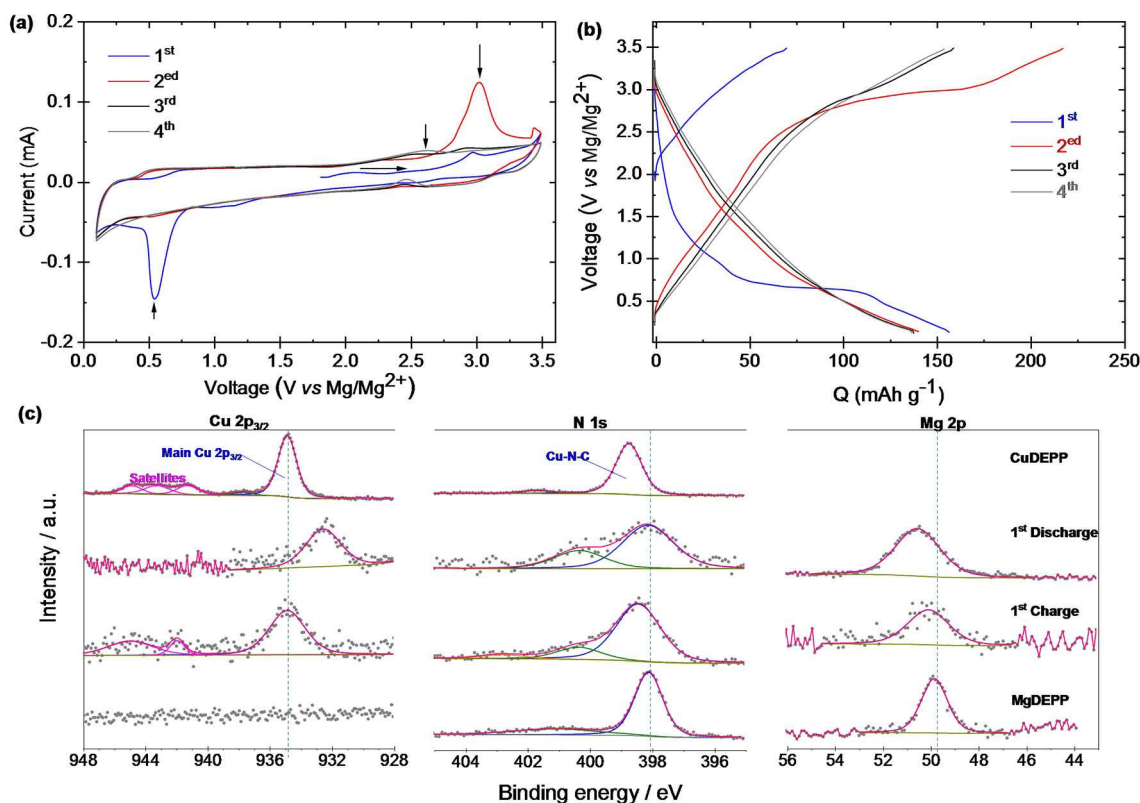 (a)
0.2
0.1
0.0
-0.1
-0.2
Current (mA)
1st
2ed
3rd
4th
0.0 0.5 1.0 1.5 2.0 2.5 3.0 3.5
Voltage (V vs Mg/Mg2+)
(b)
3.5
3.0
2.5
2.0
1.5
1.0
0.5
Voltage (V vs Mg/Mg2+)
1st
2ed
3rd
4th
0 50 100 150 200 250
Q (mAh g-1)
(c)
Intensity / a.u.
Cu 2p3/2
Main Cu 2p3/2
Satellites
948 944 940 936 932 928
N 1s
Cu-N-C
404 402 400 398 396
Mg 2p
CuDEPP
1st Discharge
1st Charge
MgDEPP
56 54 52 50 48 46 44
Binding energy / eV